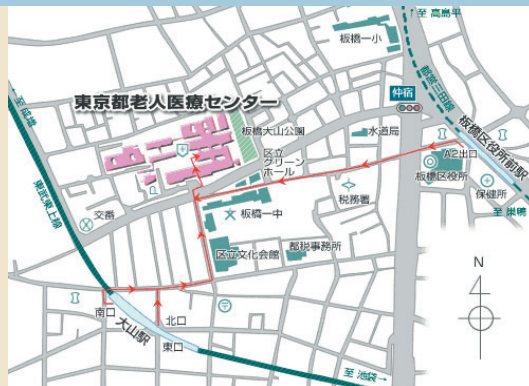 至 高島平
板橋一小
都営三田線
至 成増
仲宿
東京都老人医療センター
板橋大山公園
水道局
板橋区役所前駅
区立
グリーン
ホール
A2出口
板橋区役所
税務署
保健所
東武東上線
交番
板橋一中
至 巣鴨
区立文化会館
都税事務所
N
南口
北口
大山駅
東口
至 池袋